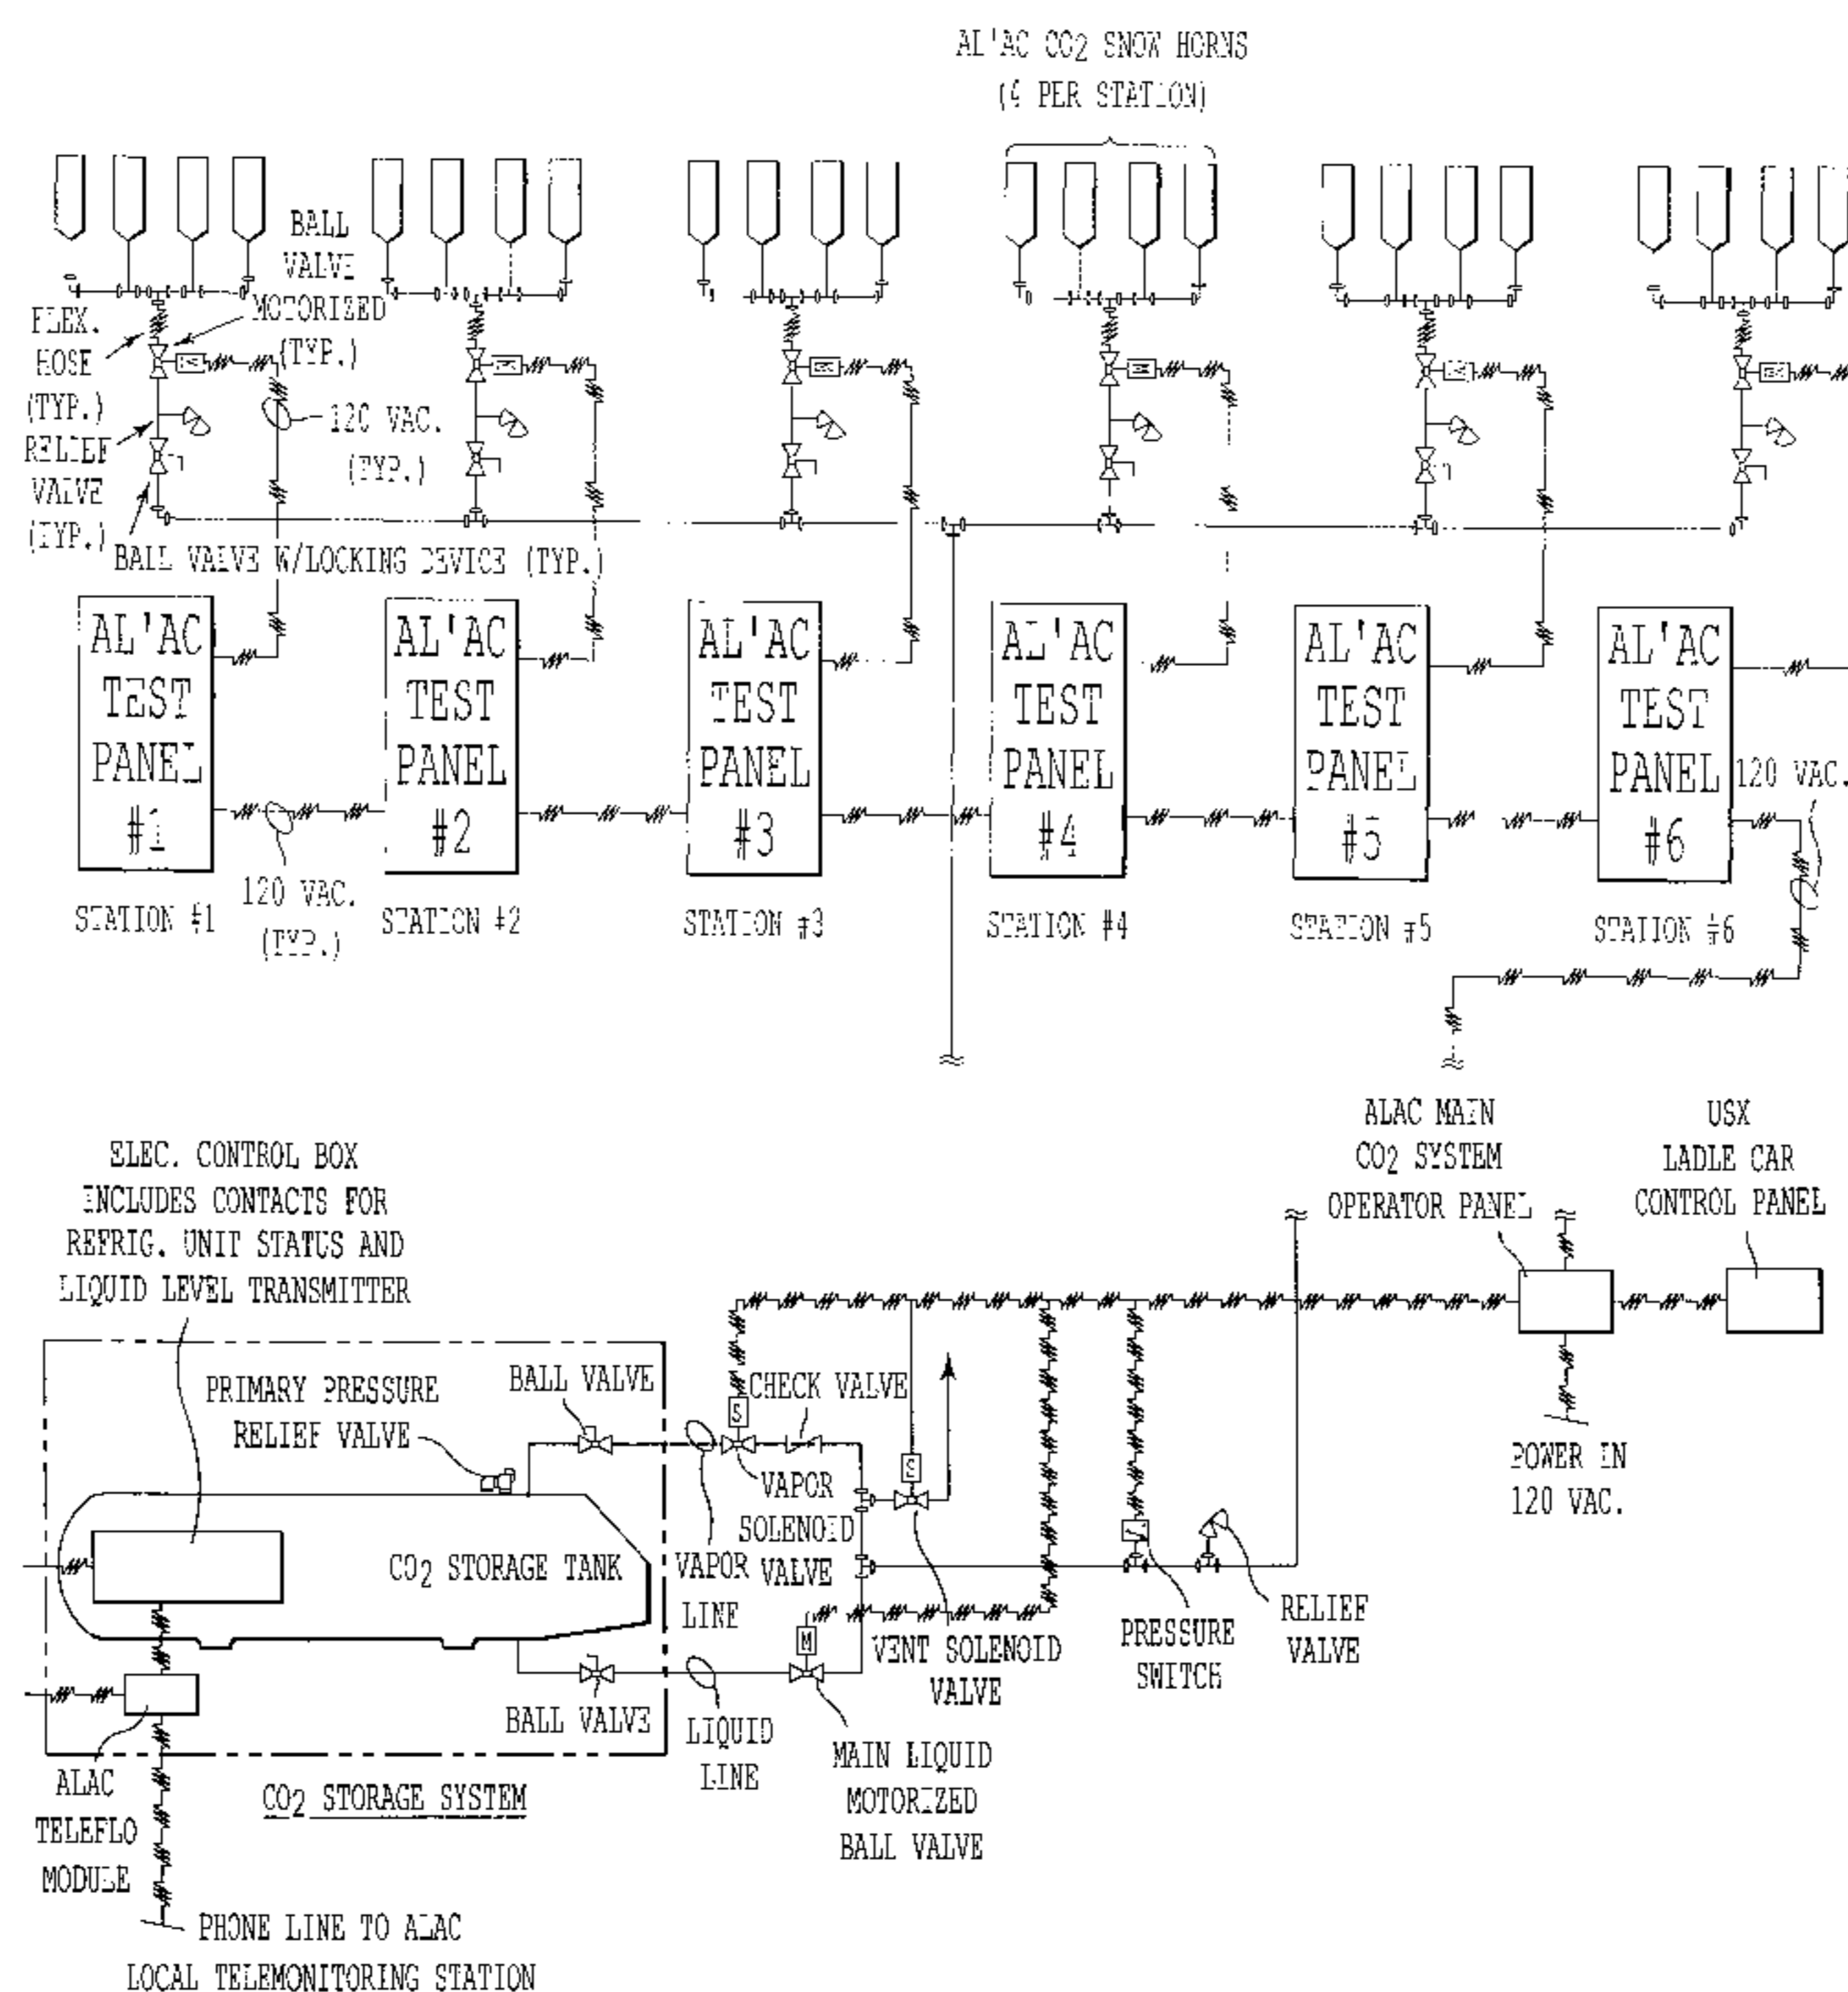 AL'AC CO2 SNOW HORNS
(4 PER STATION)
BALL
VALVE
MOTORIZED
(TYP.)
FLEX.
HOSE
(TYP.)
RELIEF
VALVE
(TYP.)
120 VAC.
(TYP.)
BALL VALVE W/LOCKING DEVICE (TYP.)
AL'AC
TEST
PANEL
#1
AL'AC
TEST
PANEL
#2
AL'AC
TEST
PANEL
#3
AL'AC
TEST
PANEL
#4
AL'AC
TEST
PANEL
#5
AL'AC
TEST
PANEL
#6
120 VAC.
120 VAC.
(TYP.)
STATION #1
STATION #2
STATION #3
STATION #4
STATION #5
STATION #6
ALAC MAIN
CO2 SYSTEM
OPERATOR PANEL
USX
LADLE CAR
CONTROL PANEL
ELEC. CONTROL BOX
INCLUDES CONTACTS FOR
REFRIG. UNIT STATUS AND
LIQUID LEVEL TRANSMITTER
PRIMARY PRESSURE
RELIEF VALVE
BALL VALVE
S
CHECK VALVE
S
VAPOR
SOLENOID
VALVE
VAPOR
LINE
CO2 STORAGE TANK
POWER IN
120 VAC.
M
VENT SOLENOID
VALVE
PRESSURE
SWITCH
RELIEF
VALVE
BALL VALVE
LIQUID
LINE
MAIN LIQUID
MOTORIZED
BALL VALVE
ALAC
TELEFLO
MODULE
CO2 STORAGE SYSTEM
PHONE LINE TO ALAC
LOCAL TELEMONITORING STATION